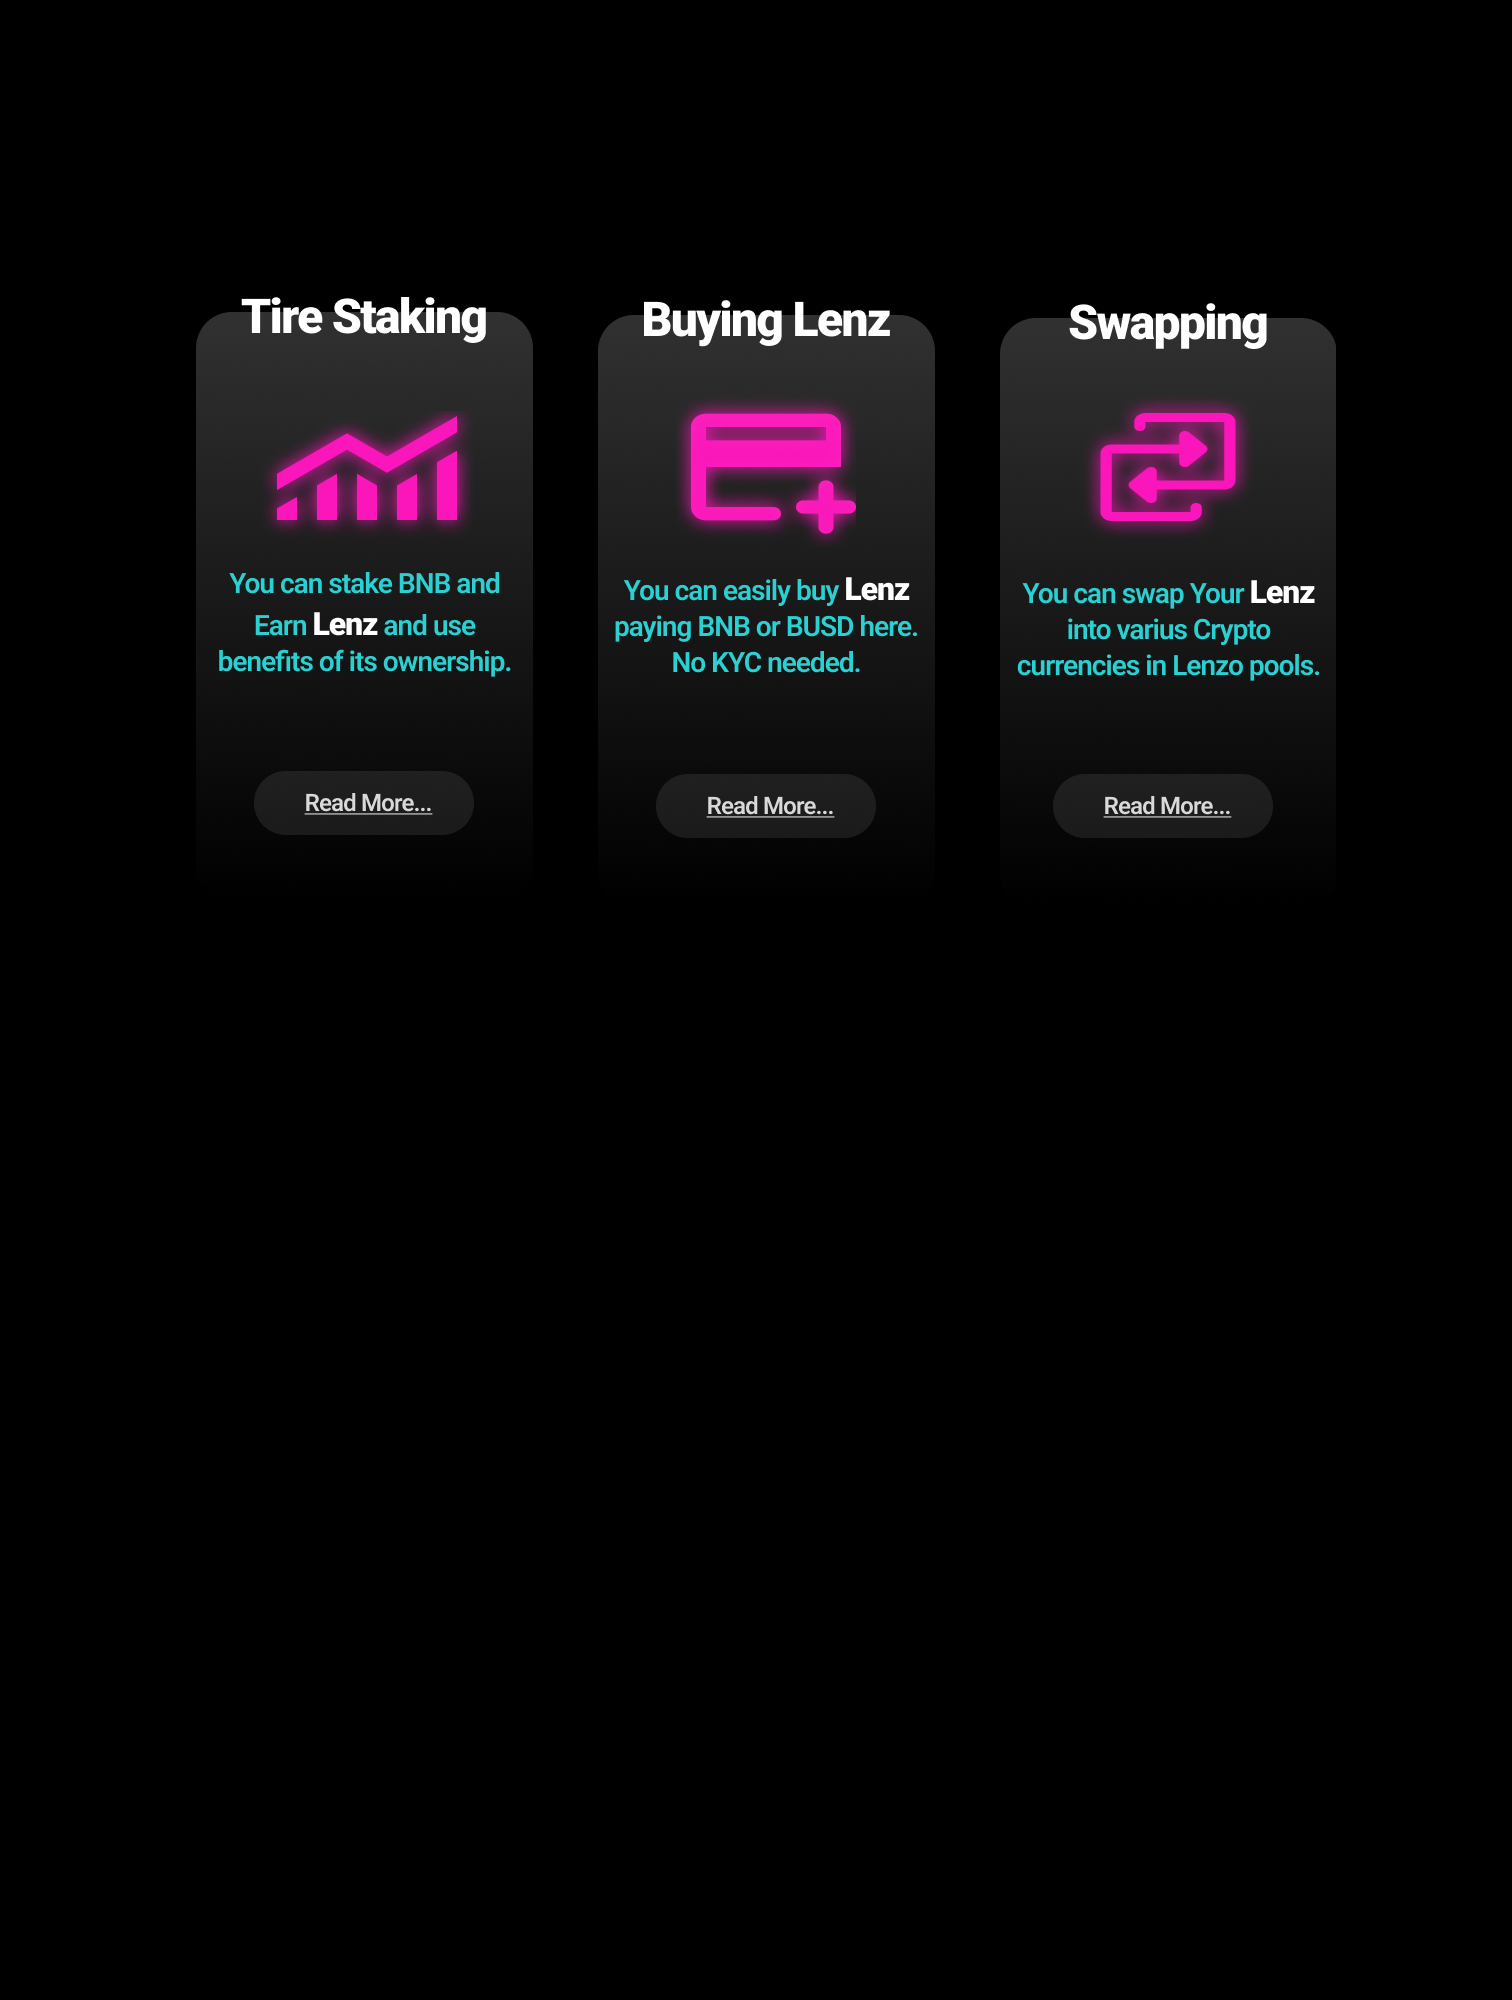 Tire Staking
You can stake BNB and
Earn Lenz and use
benefits of its ownership.
Read More...
Buying Lenz
You can easily buy Lenz
paying BNB or BUSD here.
No KYC needed.
Read More...
Swapping
You can swap Your Lenz
into varius Crypto
currencies in Lenzo pools.
Read More...